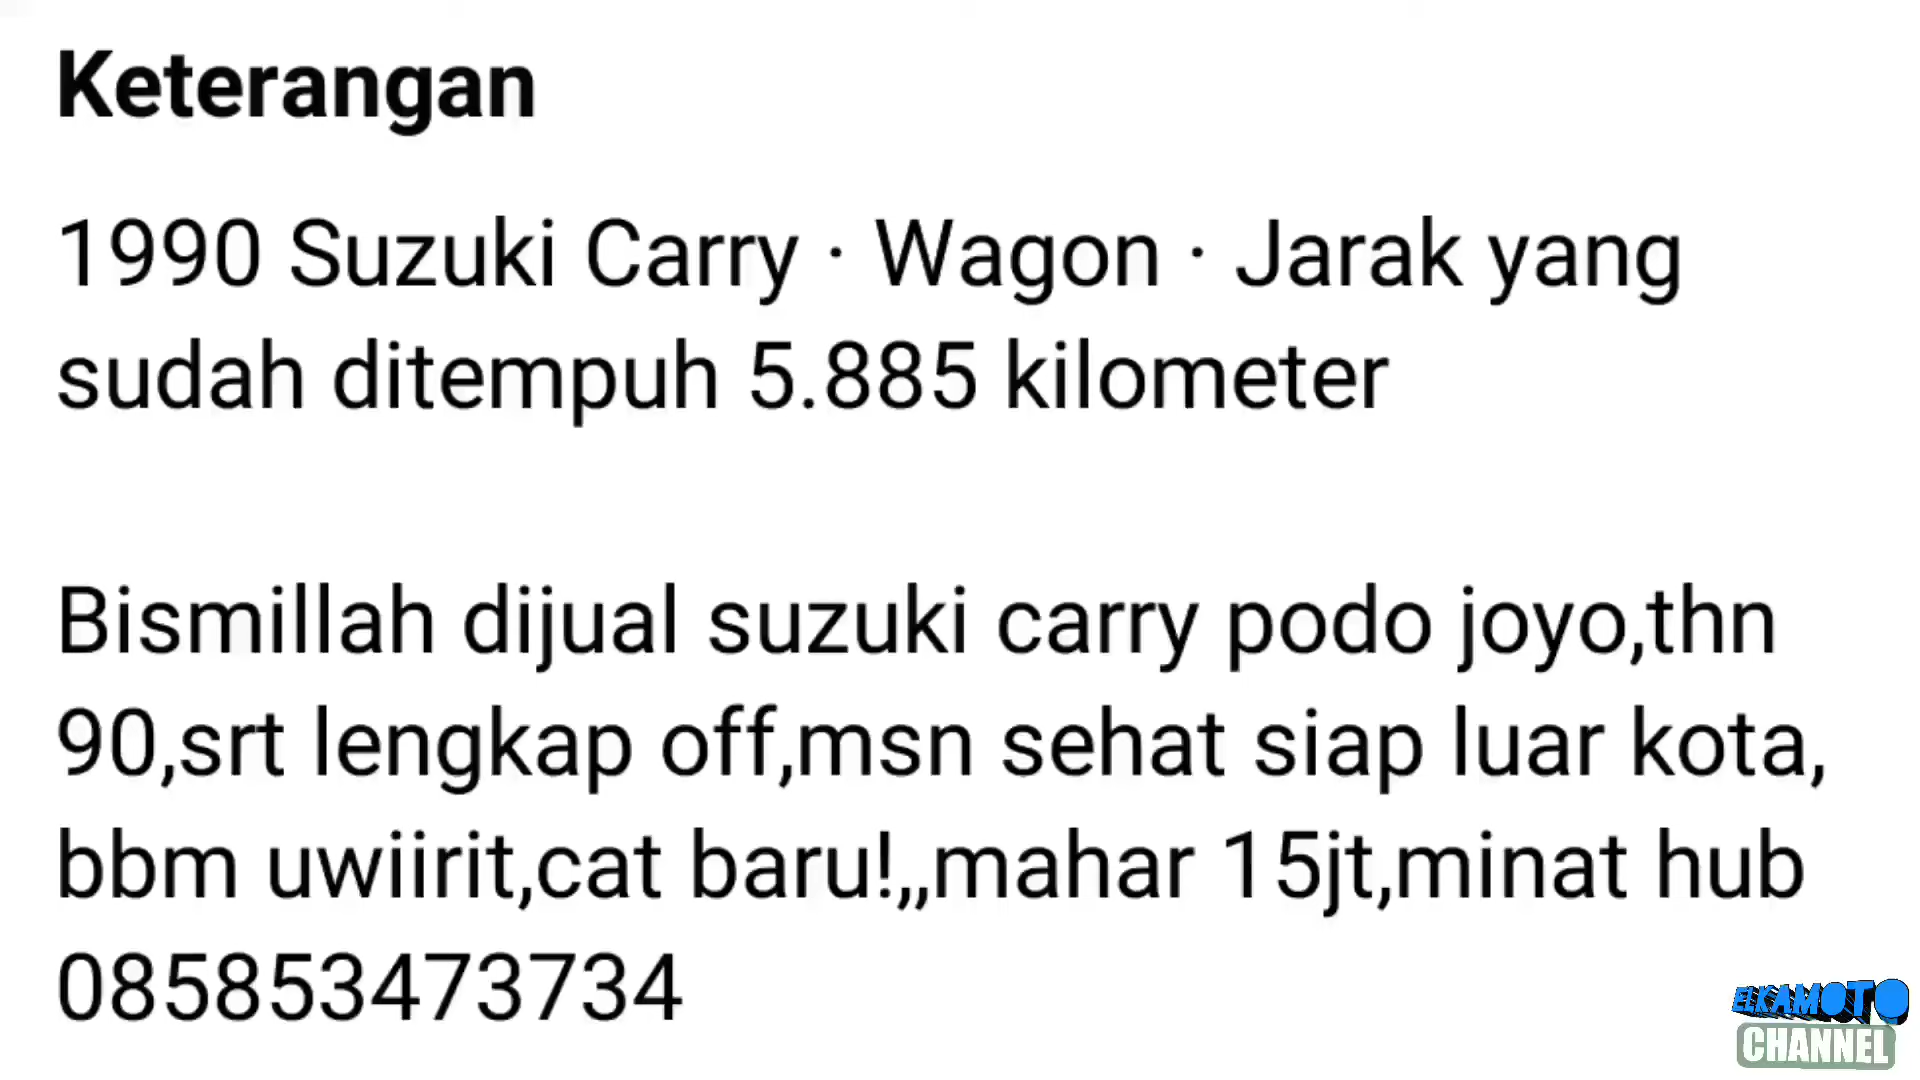 Keterangan
1990 Suzuki Carry · Wagon · Jarak yang
sudah ditempuh 5.885 kilometer
Bismillah dijual suzuki carry podo joyo,thn
90,srt lengkap off,msn sehat siap luar kota,
bbm uwiirit,cat baru!,,mahar 15jt,minat hub
085853473734
ELKAMOTO
CHANNEL